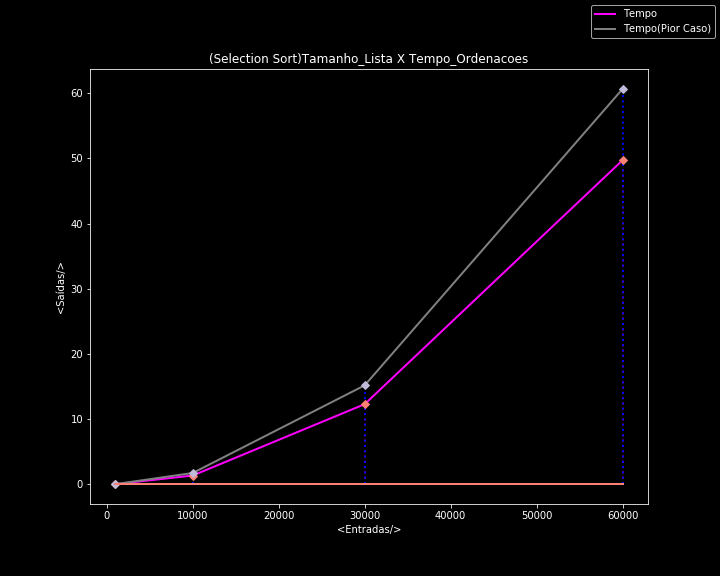 Tempo
Tempo(Pior Caso)
(Selection Sort)Tamanho_Lista X Tempo_Ordenacoes
60
50
40
30
20
10
0
<Saídas/>
0 10000 20000 30000 40000 50000 60000
<Entradas/>